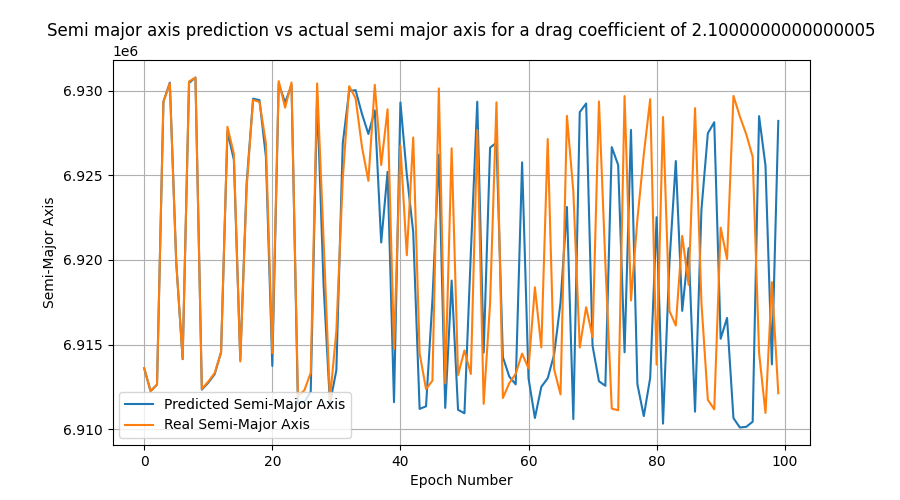 Semi major axis prediction vs actual semi major axis for a drag coefficient of 2.1000000000000005
1e6
6.930
6.925
6.920
6.915
6.910
Semi-Major Axis
Predicted Semi-Major Axis
Real Semi-Major Axis
0 20 40 60 80 100
Epoch Number